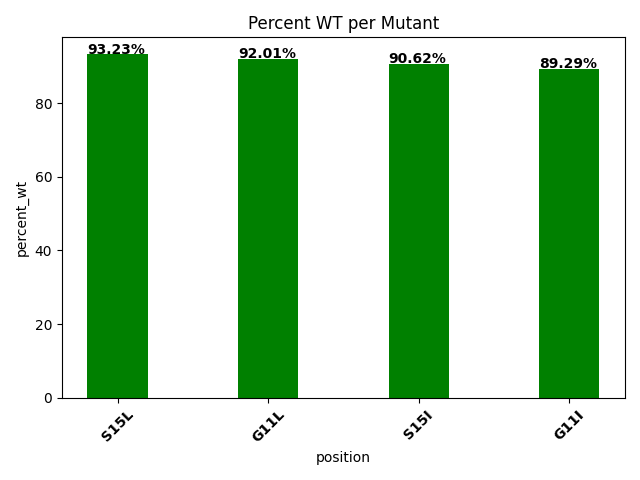 Percent WT per Mutant
93.23%
92.01%
90.62%
89.29%
percent_wt
80
60
40
20
0
S15L
G11L
S15I
G11I
position